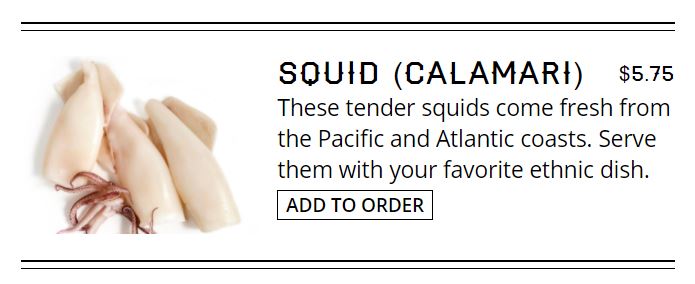 SQUID (CALAMARI) $5.75
These tender squids come fresh from
the Pacific and Atlantic coasts. Serve
them with your favorite ethnic dish.
ADD TO ORDER